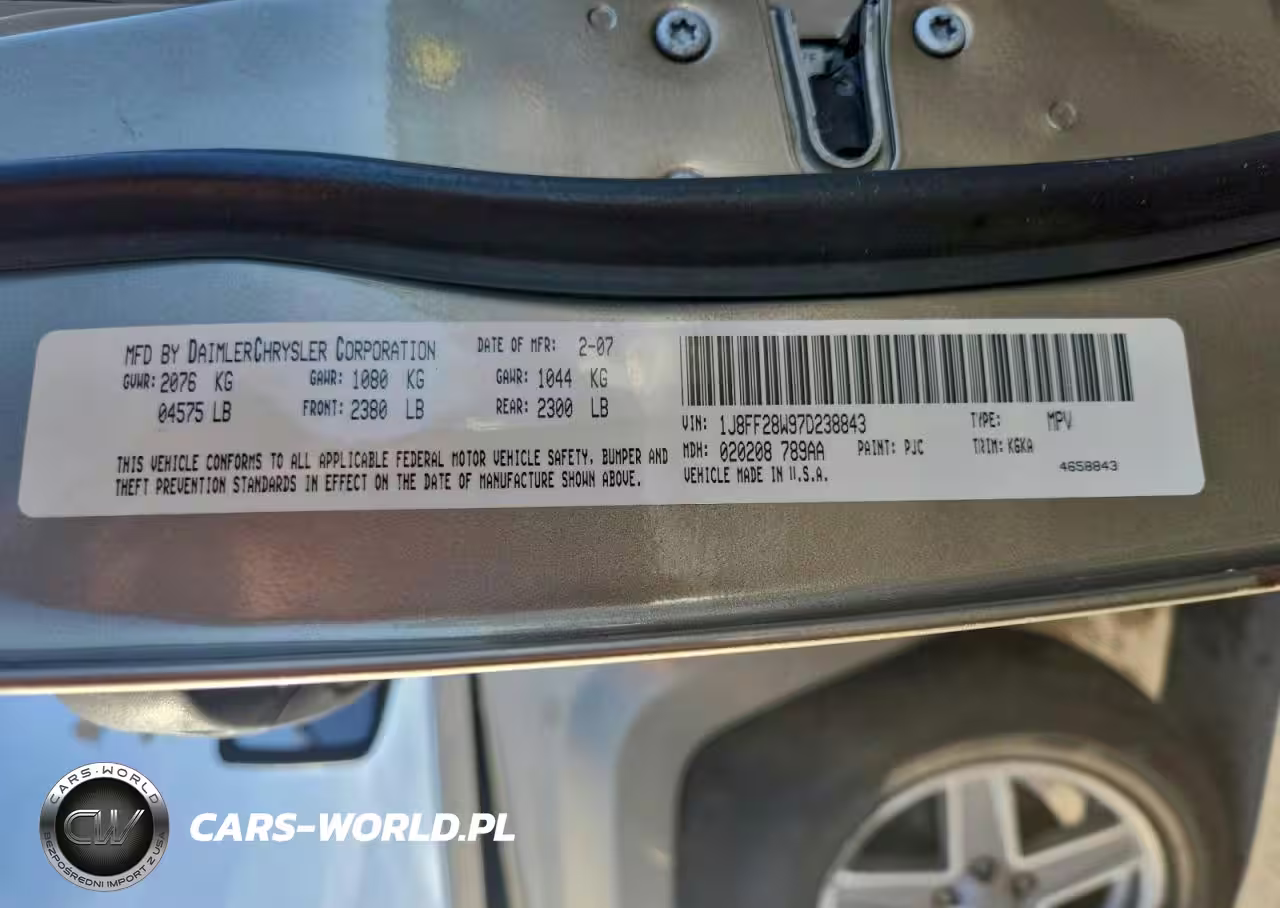 MFD BY DAIMLERCHRYSLER CORPORATION DATE OF MFR: 2-07
GVWR: 2076 KG GAWR: 1080 KG GAWR: 1044 KG
04575 LB FRONT: 2380 LB REAR: 2300 LB
THIS VEHICLE CONFORMS TO ALL APPLICABLE FEDERAL MOTOR VEHICLE SAFETY, BUMPER AND
THEFT PREVENTION STANDARDS IN EFFECT ON THE DATE OF MANUFACTURE SHOWN ABOVE.
VIN: 1J8FF28W97D238843 TYPE: MPV
MDH: 020208 789AA PAINT: PJC TRIM: K6KA
VEHICLE MADE IN U.S.A. 4658843
CARS-WORLD
CW
BEZPOŚREDNI IMPORT Z USA
CARS-WORLD.PL